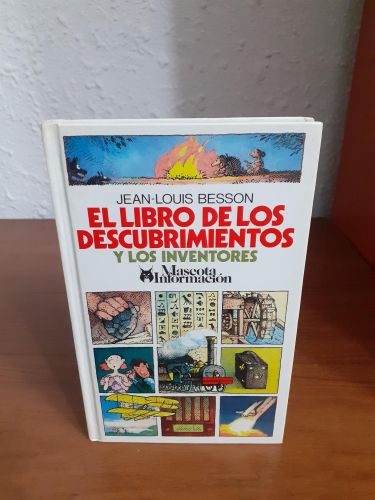 JEAN-LOUIS BESSON
EL LIBRO DE LOS
DESCUBRIMIENTOS
Y LOS INVENTORES
Mascota
Información